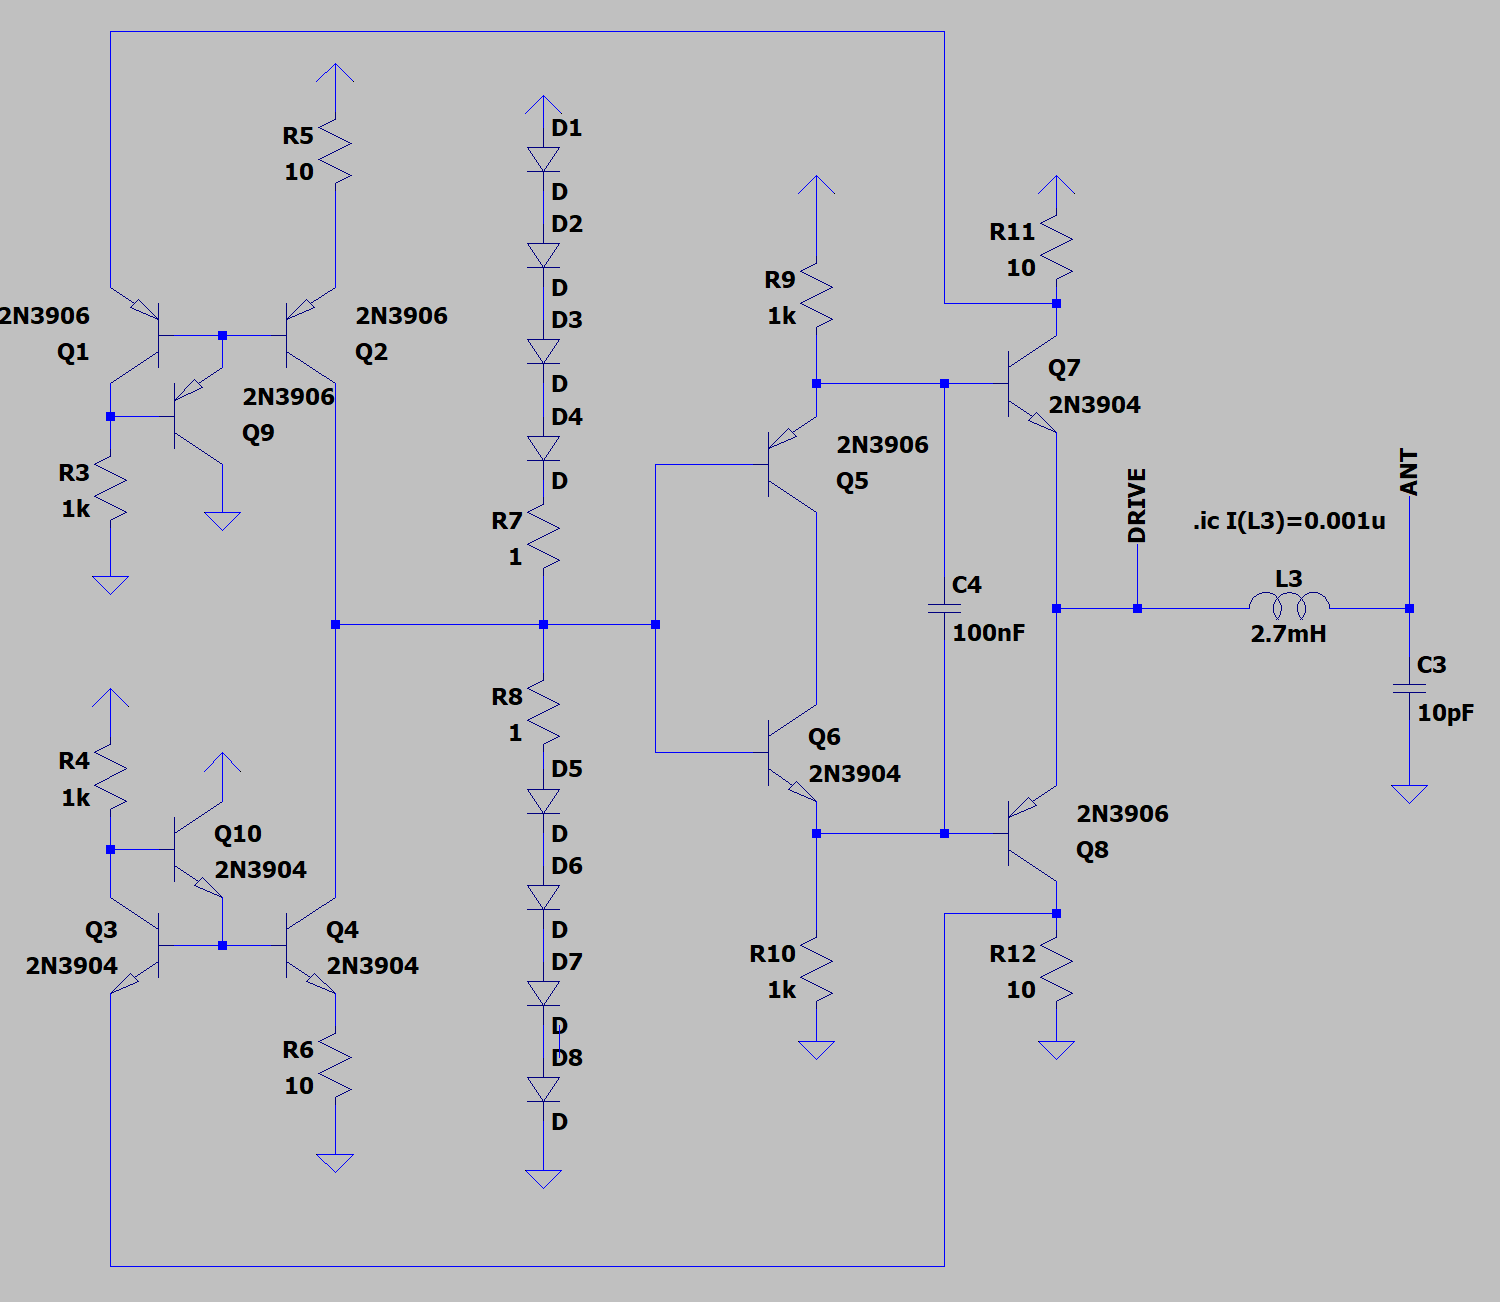 R5
10
D1
D
D2
D
D3
D
D4
D
R7
1
2N3906
Q1
2N3906
Q2
2N3906
Q9
R3
1k
R9
1k
R11
10
Q7
2N3904
2N3906
Q5
DRIVE
ANT
.ic I(L3)=0.001u
L3
2.7mH
C3
10pF
C4
100nF
R8
1
D5
D
D6
D
D7
D
D8
D
Q6
2N3904
R4
1k
Q10
2N3904
Q3
2N3904
Q4
2N3904
R6
10
2N3906
Q8
R10
1k
R12
10